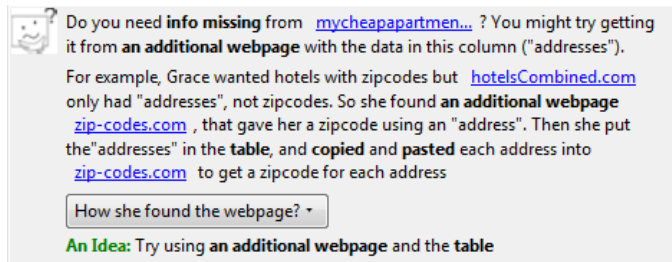 Do you need info missing from mycheapapartmen... ? You might try getting
it from an additional webpage with the data in this column ("addresses").
For example, Grace wanted hotels with zipcodes but hotelsCombined.com
only had "addresses", not zipcodes. So she found an additional webpage
zip-codes.com , that gave her a zipcode using an "address". Then she put
the"addresses" in the table, and copied and pasted each address into
zip-codes.com to get a zipcode for each address
How she found the webpage?
An Idea: Try using an additional webpage and the table